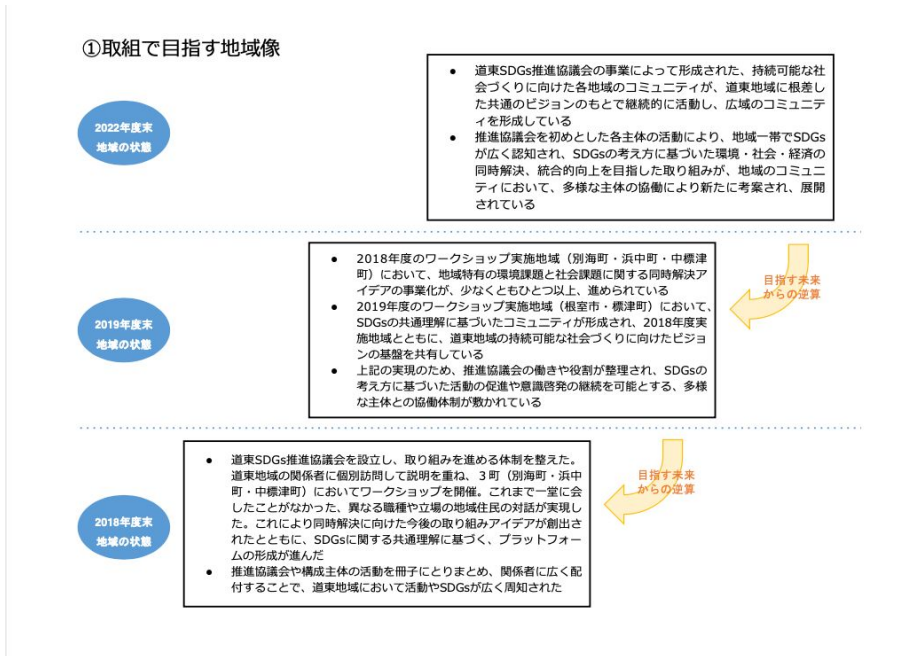 ①取組で目指す地域像
2022年度末
地域の状態
● 道東SDGs推進協議会の事業によって形成された、持続可能な社
会づくりに向けた各地域のコミュニティが、道東地域に根差し
た共通のビジョンのもとで継続的に活動し、広域のコミュニテ
ィを形成している
● 推進協議会を初めとした各主体の活動により、地域一帯でSDGs
が広く認知され、SDGsの考え方に基づいた環境・社会・経済の
同時解決、統合的向上を目指した取り組みが、地域のコミュニ
ティにおいて、多様な主体の協働により新たに考案され、展開
されている
目指す未来
からの逆算
2019年度末
地域の状態
● 2018年度のワークショップ実施地域（別海町・浜中町・中標津
町）において、地域特有の環境課題と社会課題に関する同時解決ア
イデアの事業化が、少なくともひとつ以上、進められている
● 2019年度のワークショップ実施地域（根室市・標津町）において、
SDGsの共通理解に基づいたコミュニティが形成され、2018年度実
施地域とともに、道東地域の持続可能な社会づくりに向けたビジョ
ンの基盤を共有している
● 上記の実現のため、推進協議会の働きや役割が整理され、SDGsの
考え方に基づいた活動の促進や意識啓発の継続を可能とする、多様
な主体との協働体制が敷かれている
目指す未来
からの逆算
2018年度末
地域の状態
● 道東SDGs推進協議会を設立し、取り組みを進める体制を整えた。
道東地域の関係者に個別訪問して説明を重ね、３町（別海町・浜中
町・中標津町）においてワークショップを開催。これまで一堂に会
したことがなかった、異なる職種や立場の地域住民の対話が実現し
た。これにより同時解決に向けた今後の取り組みアイデアが創出さ
れたとともに、SDGsに関する共通理解に基づく、プラットフォー
ムの形成が進んだ
● 推進協議会や構成主体の活動を冊子にとりまとめ、関係者に広く配
付することで、道東地域において活動やSDGsが広く周知された